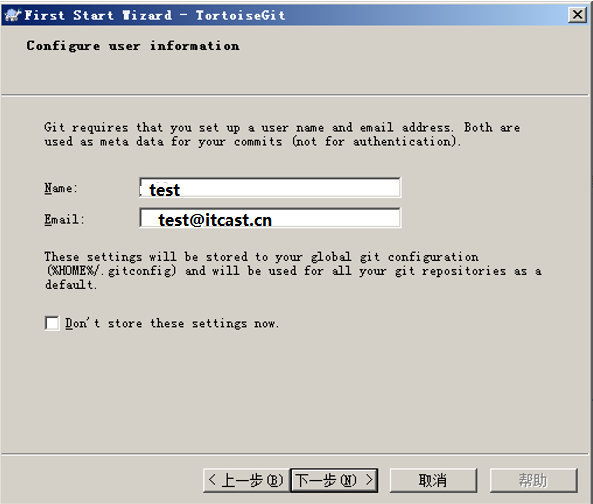 First Start Wizard - TortoiseGit
Configure user information
Git requires that you set up a user name and email address. Both are
used as meta data for your commits (not for authentication).
Name: test
Email: test@itcast.cn
These settings will be stored to your global git configuration
(%HOME%/.gitconfig) and will be used for all your git repositories as a
default.
Don't store these settings now.
< 上一步(B) 下一步(N) > 取消 帮助